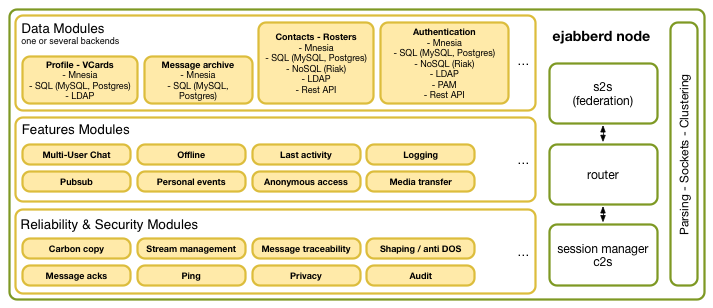 Data Modules
one or several backends
Profile - VCards
- Mnesia
- SQL (MySQL, Postgres)
- LDAP
Message archive
- Mnesia
- SQL (MySQL,
Postgres)
Contacts - Rosters
- Mnesia
- SQL (MySQL, Postgres)
- NoSQL (Riak)
- LDAP
- Rest API
Authentication
- Mnesia
- SQL (MySQL, Postgres)
- NoSQL (Riak)
- LDAP
- PAM
- Rest API
...
Features Modules
Multi-User Chat
Offline
Last activity
Logging
Pubsub
Personal events
Anonymous access
Media transfer
...
Reliability & Security Modules
Carbon copy
Stream management
Message traceability
Shaping / anti DOS
Message acks
Ping
Privacy
Audit
...
ejabberd node
s2s
(federation)
router
session manager
c2s
Parsing - Sockets - Clustering